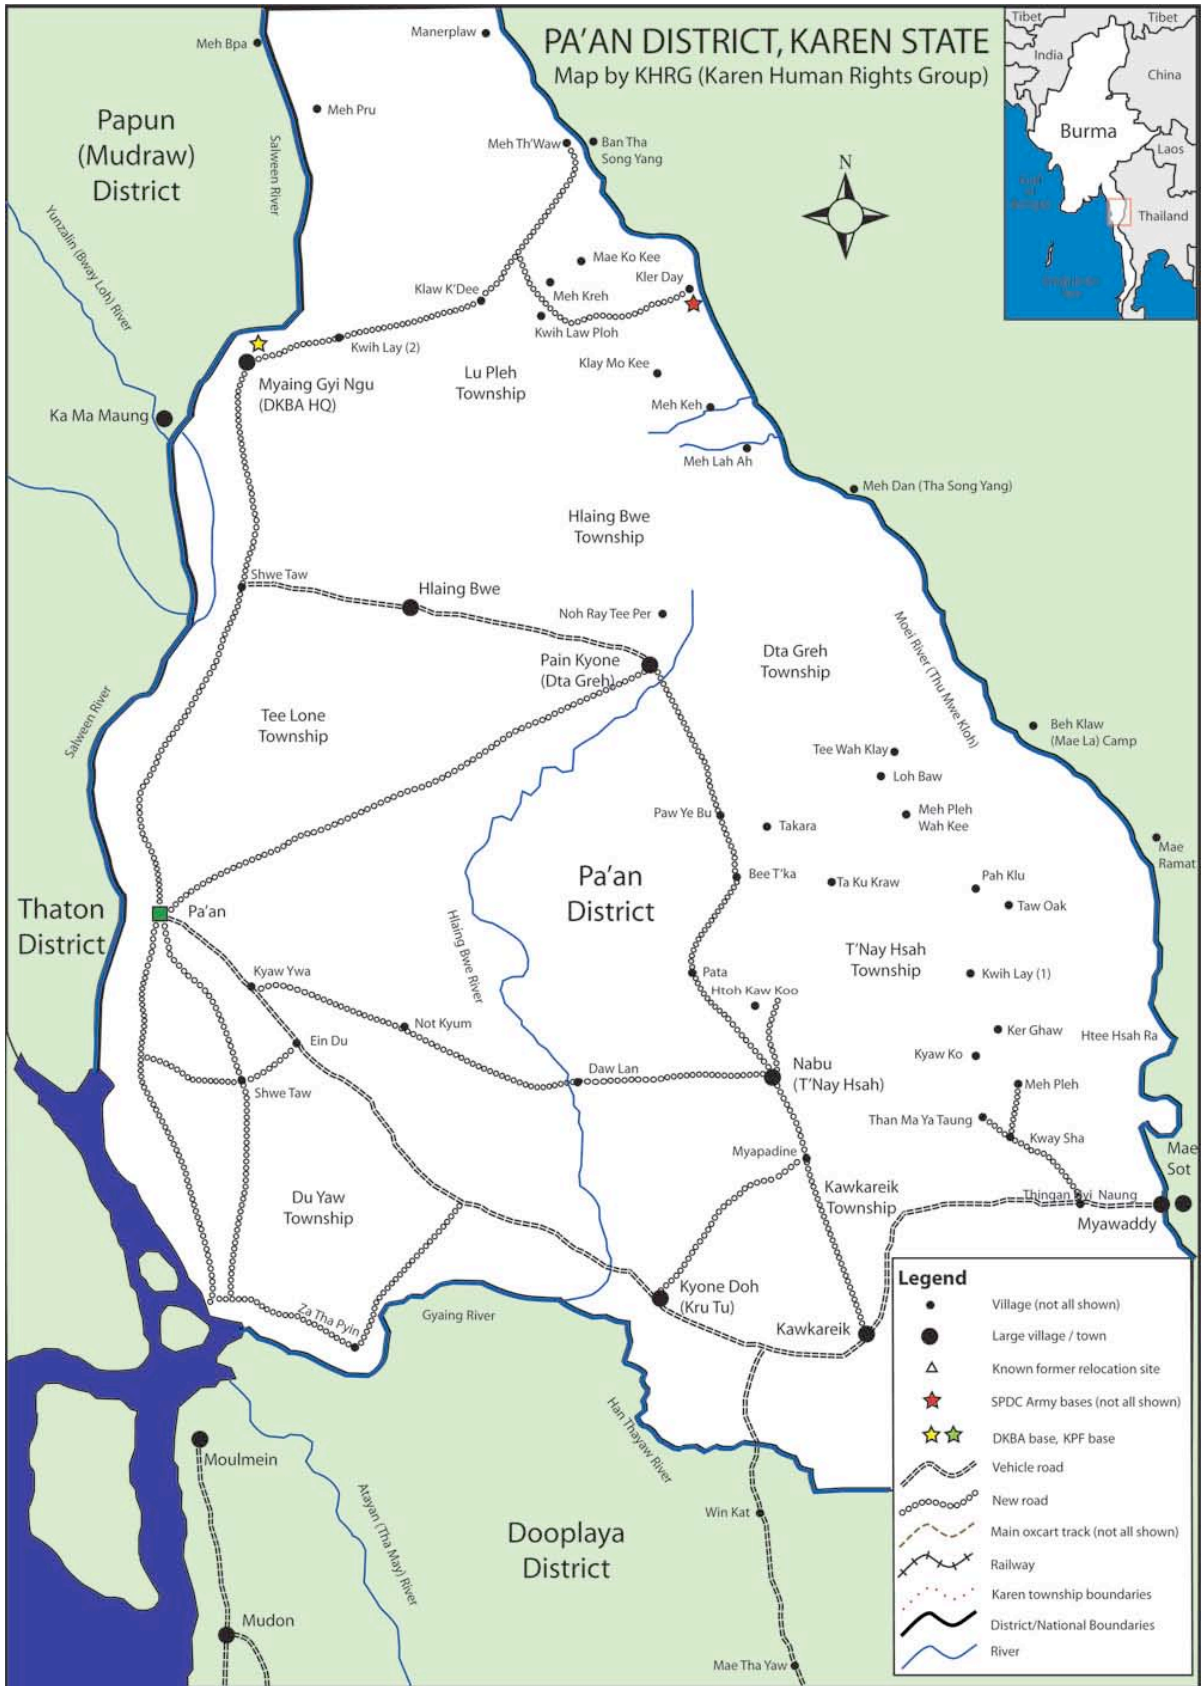 PA'AN DISTRICT, KAREN STATE
Map by KHRG (Karen Human Rights Group)
Tibet
Tibet
India
China
Burma
Laos
Thailand
N
Meh Bpa
Manerplaw
Meh Pru
Papun
(Mudraw)
District
Salween River
Meh Th'Waw
Ban Tha
Song Yang
Yunzalin (Bway Loh) River
Mae Ko Kee
Kler Day
Klaw K'Dee
Meh Kreh
Kwih Law Ploh
Kwih Lay (2)
Klay Mo Kee
Lu Pleh
Township
Myaing Gyi Ngu
(DKBA HQ)
Meh Keh
Ka Ma Maung
Meh Lah Ah
Meh Dan (Tha Song Yang)
Hlaing Bwe
Township
Shwe Taw
Hlaing Bwe
Noh Ray Tee Per
Moei River (Thu Mwe Kloh)
Dta Greh
Township
Pain Kyone
(Dta Greh)
Salween River
Tee Lone
Township
Beh Klaw
(Mae La) Camp
Tee Wah Klay
Loh Baw
Paw Ye Bu
Takara
Meh Pleh
Wah Kee
Mae
Ramat
Pa'an
District
Bee T'ka
Ta Ku Kraw
Pah Klu
Taw Oak
Thaton
District
Pa'an
Hlaing Bwe River
T'Nay Hsah
Township
Kyaw Ywa
Pata
Kwih Lay (1)
Htoh Kaw Koo
Not Kyum
Ker Ghaw
Htee Hsah Ra
Ein Du
Kyaw Ko
Daw Lan
Nabu
(T'Nay Hsah)
Shwe Taw
Meh Pleh
Than Ma Ya Taung
Kway Sha
Myapadine
Mae
Sot
Du Yaw
Township
Kawkareik
Township
Thingan Nyi Naung
Myawaddy
Kyone Doh
(Kru Tu)
Za Tha Pyin
Gyaing River
Kawkareik
Han Thayaw River
Moulmein
Atayan (Tha May) River
Win Kat
Dooplaya
District
Mudon
Mae Tha Yaw
Legend
Village (not all shown)
Large village / town
Known former relocation site
SPDC Army bases (not all shown)
DKBA base, KPF base
Vehicle road
New road
Main oxcart track (not all shown)
Railway
Karen township boundaries
District/National Boundaries
River